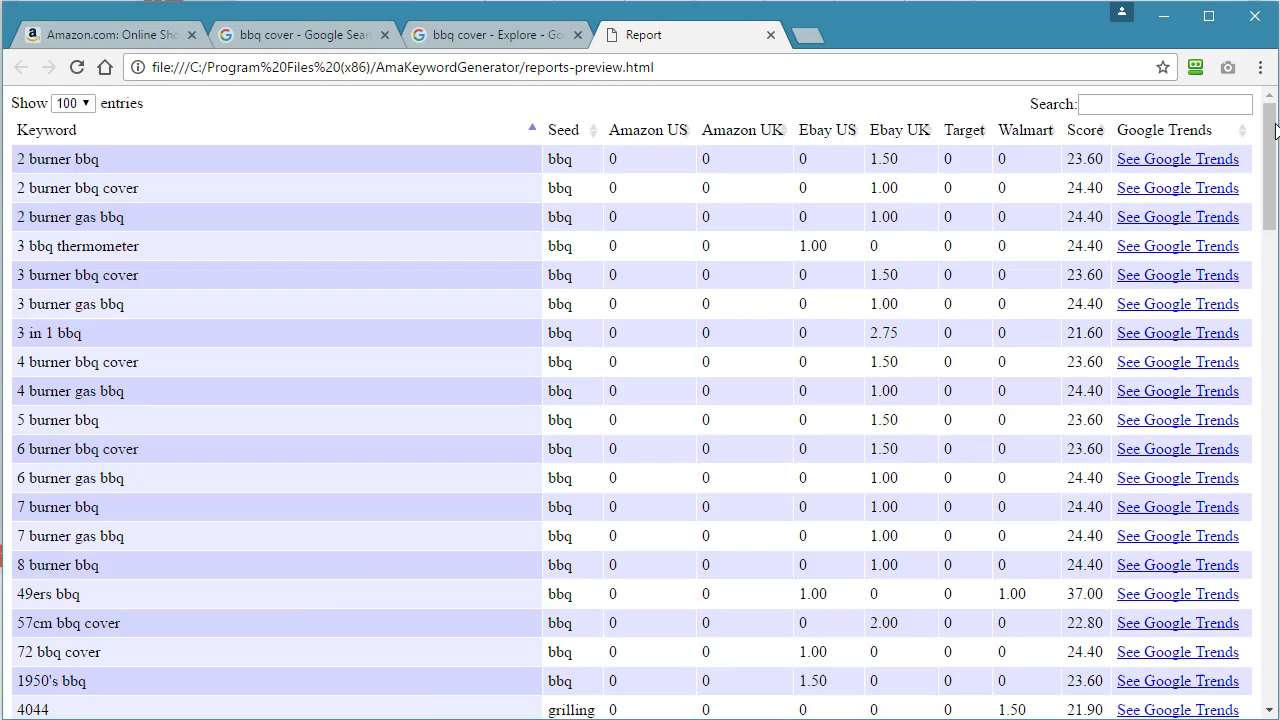 Amazon.com: Online Sho
bbq cover - Google Sear
bbq cover - Explore - Go
Report
file:///C:/Program%20Files%20(x86)/AmaKeywordGenerator/reports-preview.html
Show 100 entries Search:
Keyword Seed Amazon US Amazon UK Ebay US Ebay UK Target Walmart Score Google Trends
2 burner bbq bbq 0 0 0 1.50 0 0 23.60 See Google Trends
2 burner bbq cover bbq 0 0 0 1.00 0 0 24.40 See Google Trends
2 burner gas bbq bbq 0 0 0 1.00 0 0 24.40 See Google Trends
3 bbq thermometer bbq 0 0 1.00 0 0 0 24.40 See Google Trends
3 burner bbq cover bbq 0 0 0 1.50 0 0 23.60 See Google Trends
3 burner gas bbq bbq 0 0 0 1.00 0 0 24.40 See Google Trends
3 in 1 bbq bbq 0 0 0 2.75 0 0 21.60 See Google Trends
4 burner bbq cover bbq 0 0 0 1.50 0 0 23.60 See Google Trends
4 burner gas bbq bbq 0 0 0 1.00 0 0 24.40 See Google Trends
5 burner bbq bbq 0 0 0 1.50 0 0 23.60 See Google Trends
6 burner bbq cover bbq 0 0 0 1.50 0 0 23.60 See Google Trends
6 burner gas bbq bbq 0 0 0 1.00 0 0 24.40 See Google Trends
7 burner bbq bbq 0 0 0 1.00 0 0 24.40 See Google Trends
7 burner gas bbq bbq 0 0 0 1.00 0 0 24.40 See Google Trends
8 burner bbq bbq 0 0 0 1.00 0 0 24.40 See Google Trends
49ers bbq bbq 0 0 1.00 0 0 1.00 37.00 See Google Trends
57cm bbq cover bbq 0 0 0 2.00 0 0 22.80 See Google Trends
72 bbq cover bbq 0 0 1.00 0 0 0 24.40 See Google Trends
1950's bbq bbq 0 0 1.50 0 0 0 23.60 See Google Trends
4044 grilling 0 0 0 0 0 1.50 21.90 See Google Trends